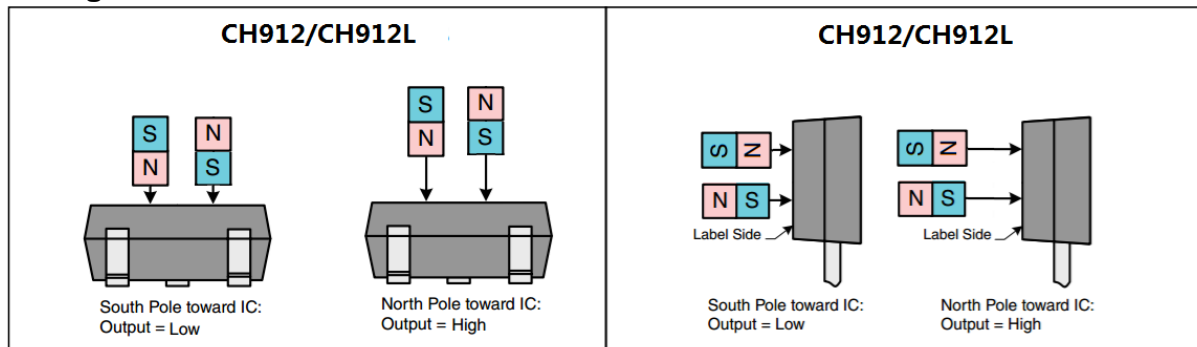 CH912/CH912L
S
N
N
S
S
N
N
S
South Pole toward IC:
Output = Low
North Pole toward IC:
Output = High
CH912/CH912L
S N
N S
Label Side
S N
N S
Label Side
South Pole toward IC:
Output = Low
North Pole toward IC:
Output = High